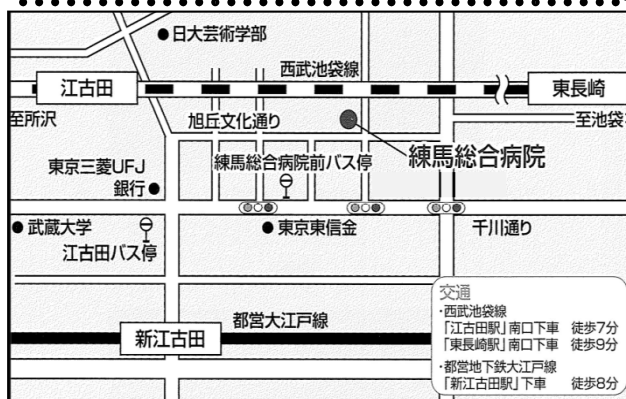 日大芸術学部
西武池袋線
江古田
東長崎
至所沢
旭丘文化通り
至池袋
東京三菱UFJ
銀行
練馬総合病院前バス停
練馬総合病院
武蔵大学
江古田バス停
東京東信金
千川通り
都営大江戸線
新江古田
交通
・西武池袋線
「江古田駅」南口下車 徒歩7分
「東長崎駅」南口下車 徒歩9分
・都営地下鉄大江戸線
「新江古田駅」下車 徒歩8分